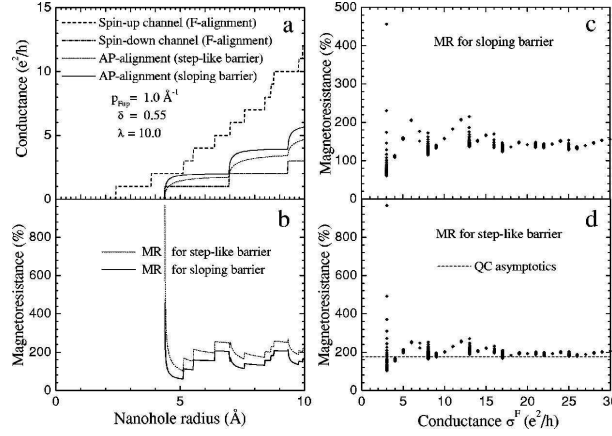 a
Conductance (e²/h)
15
10
5
0
Spin-up channel (F-alignment)
Spin-down channel (F-alignment)
AP-alignment (step-like barrier)
AP-alignment (sloping barrier)
p_Fup = 1.0 Å⁻¹
δ = 0.55
λ = 10.0
b
Magnetoresistance (%)
800
600
400
200
0
MR for step-like barrier
MR for sloping barrier
0 2 4 6 8 10
Nanohole radius (Å)
c
Magnetoresistance (%)
500
400
300
200
100
0
MR for sloping barrier
d
Magnetoresistance (%)
800
600
400
200
0
MR for step-like barrier
QC asymptotics
0 5 10 15 20 25 30
Conductance σ^F (e²/h)